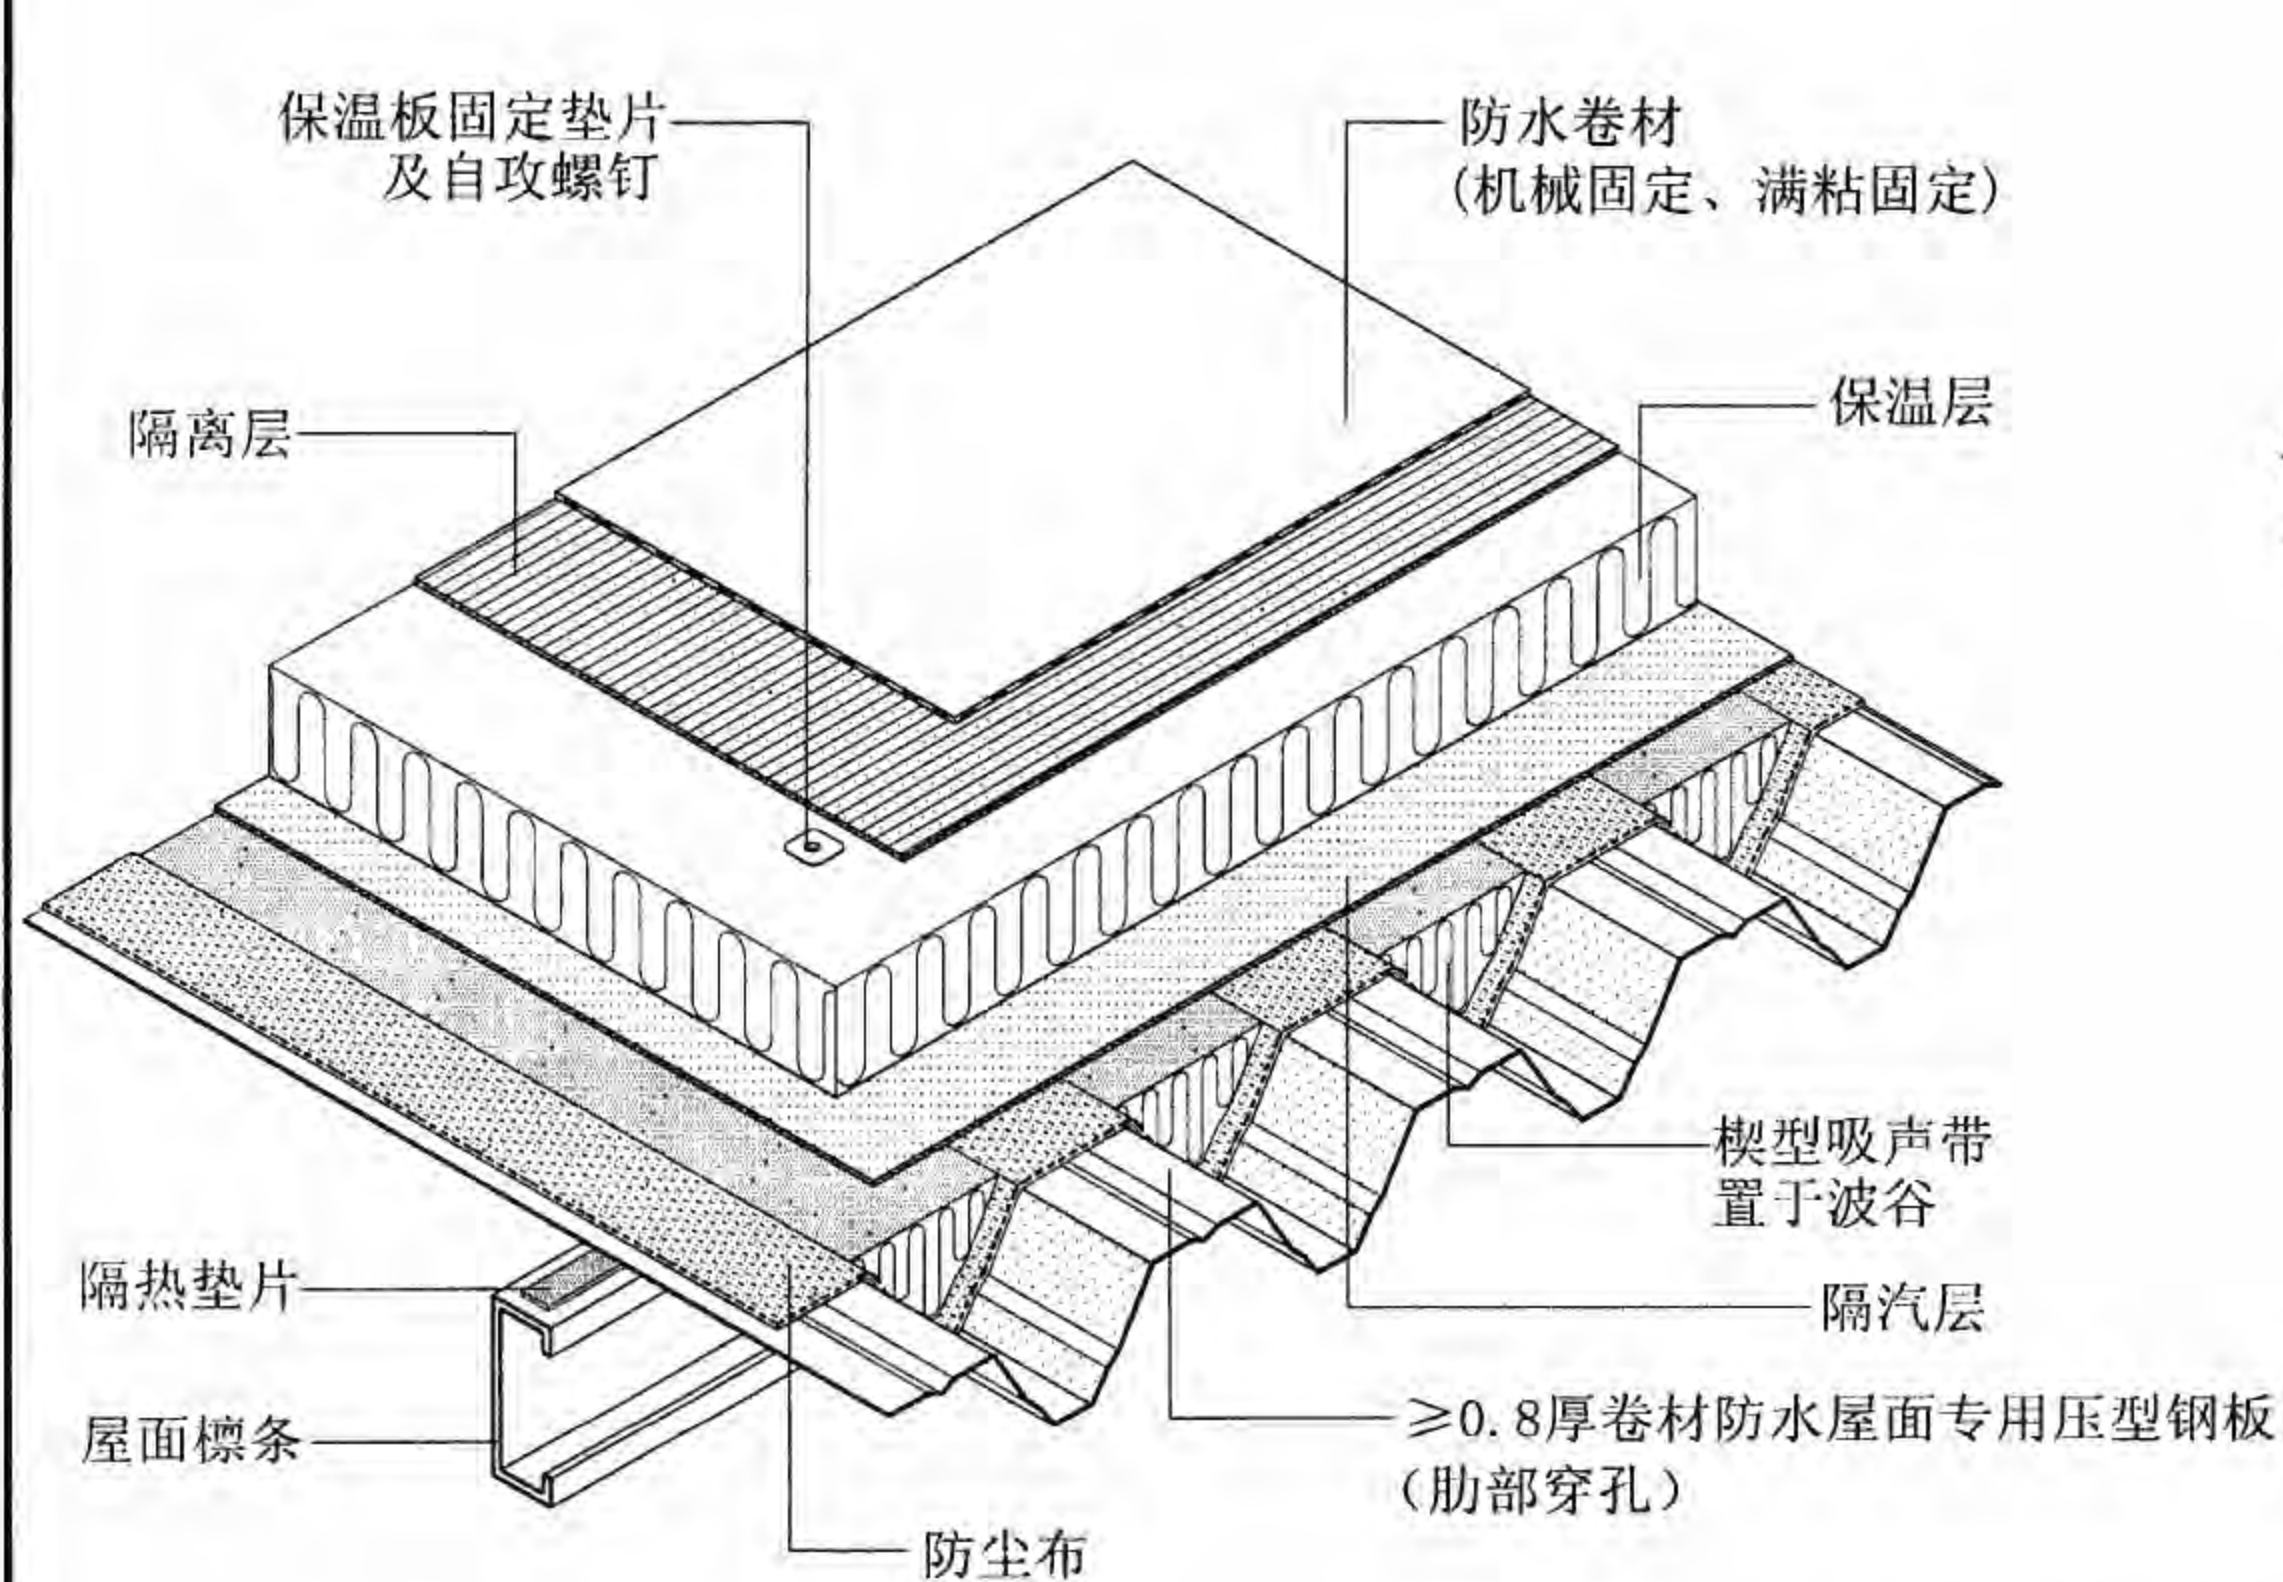 保温板固定垫片
及自攻螺钉
防水卷材
(机械固定、满粘固定)
隔离层
保温层
楔型吸声带
置于波谷
隔热垫片
隔汽层
屋面檩条
≥0.8厚卷材防水屋面专用压型钢板
（肋部穿孔）
防尘布